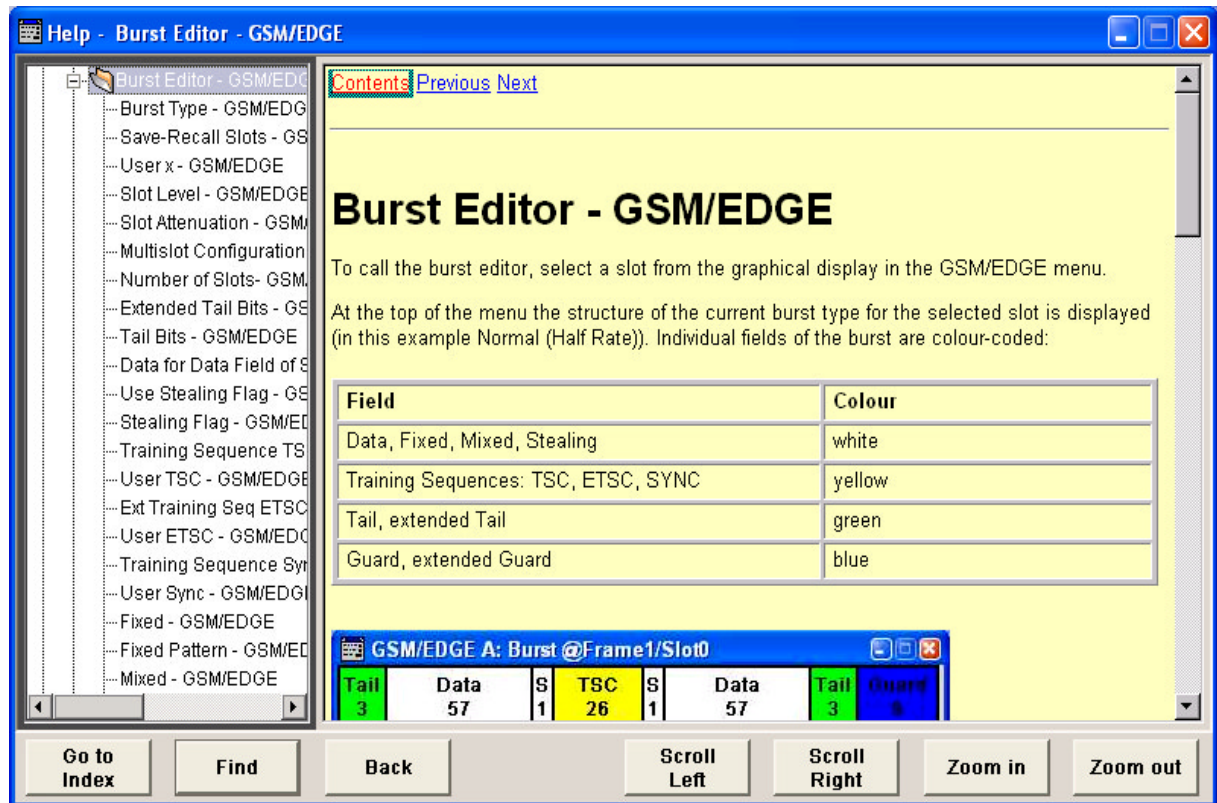 Help - Burst Editor - GSM/EDGE
Burst Editor - GSM/EDG
Burst Type - GSM/EDG
Save-Recall Slots - GS
User x - GSM/EDGE
Slot Level - GSM/EDGE
Slot Attenuation - GSM/
Multislot Configuration
Number of Slots- GSM
Extended Tail Bits - GS
Tail Bits - GSM/EDGE
Data for Data Field of S
Use Stealing Flag - GS
Stealing Flag - GSM/ED
Training Sequence TS
User TSC - GSM/EDGE
Ext Training Seq ETSC
User ETSC - GSM/EDG
Training Sequence Syn
User Sync - GSM/EDGE
Fixed - GSM/EDGE
Fixed Pattern - GSM/ED
Mixed - GSM/EDGE
Contents Previous Next
Burst Editor - GSM/EDGE
To call the burst editor, select a slot from the graphical display in the GSM/EDGE menu.
At the top of the menu the structure of the current burst type for the selected slot is displayed
(in this example Normal (Half Rate)). Individual fields of the burst are colour-coded:
Field Colour
Data, Fixed, Mixed, Stealing white
Training Sequences: TSC, ETSC, SYNC yellow
Tail, extended Tail green
Guard, extended Guard blue
GSM/EDGE A: Burst @Frame1/Slot0
Tail Data S TSC S Data Tail Guard
3 57 1 26 1 57 3
Go to Index
Find
Back
Scroll Left
Scroll Right
Zoom in
Zoom out